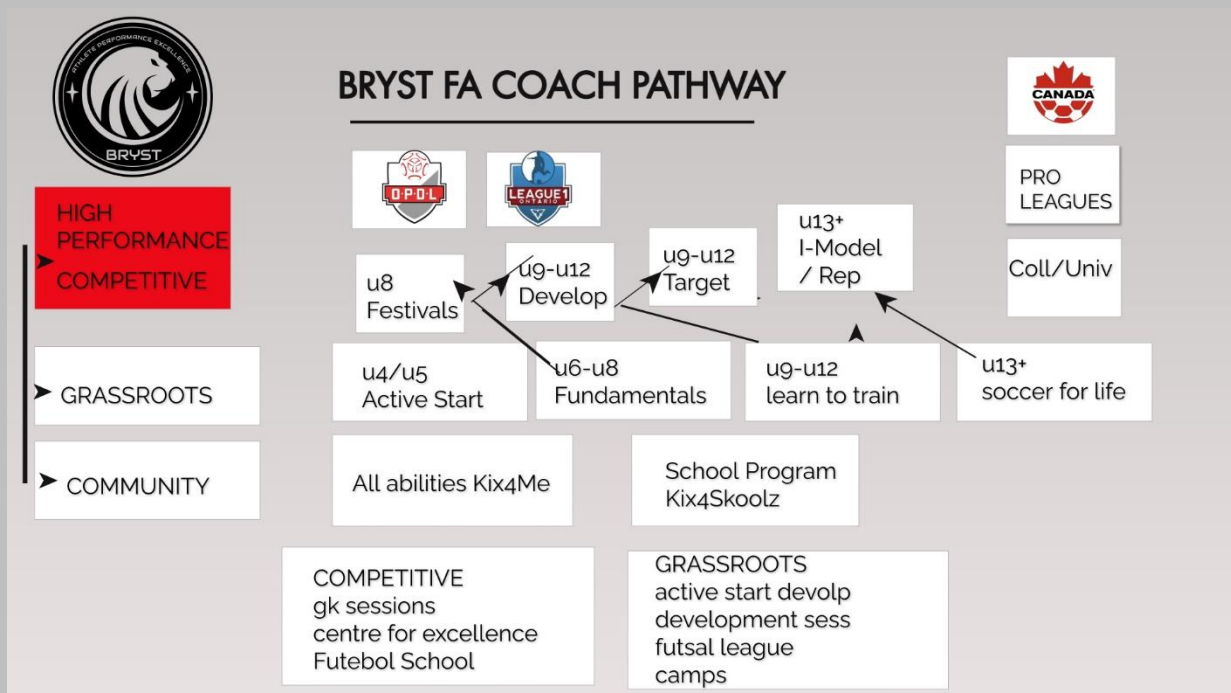 ATHLETE PERFORMANCE EXCELLENCE
BRYST
BRYST FA COACH PATHWAY
CANADA
O·P·D·L
LEAGUE1
ONTARIO
PRO
LEAGUES
HIGH
PERFORMANCE
COMPETITIVE
u8
Festivals
u9-u12
Develop
u9-u12
Target
u13+
I-Model
/ Rep
Coll/Univ
GRASSROOTS
u4/u5
Active Start
u6-u8
Fundamentals
u9-u12
learn to train
u13+
soccer for life
COMMUNITY
All abilities Kix4Me
School Program
Kix4Skoolz
COMPETITIVE
gk sessions
centre for excellence
Futebol School
GRASSROOTS
active start devolp
development sess
futsal league
camps